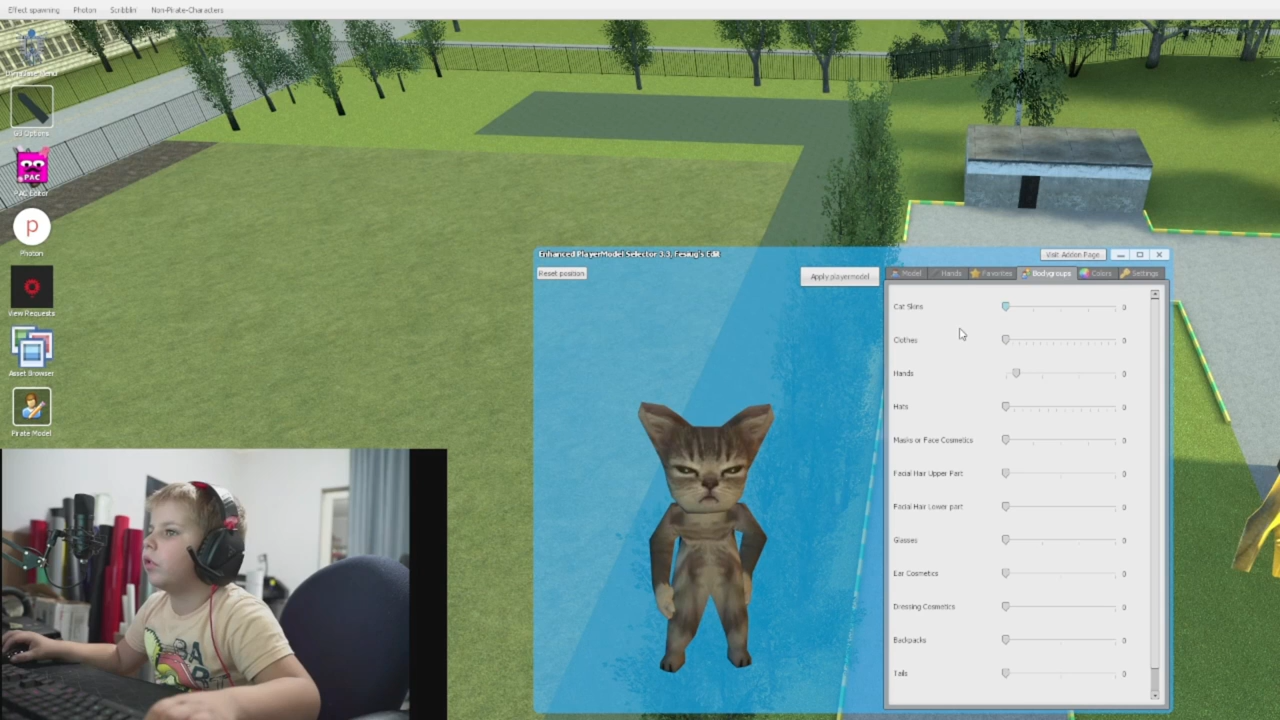 Effect spawning Photon Scribblin' Non-Pirate-Characters
G3 Options
PAC
PAC Editor
p
Photon
View Requests
Asset Browser
Pirate Model
Enhanced PlayerModel Selector 3.3, Fesiug's Edit
Visit Addon Page
Reset position
Apply playermodel
Model Hands Favorites Bodygroups Colors Settings
Cat Skins 0
Clothes 0
Hands 0
Hats 0
Masks or Face Cosmetics 0
Facial Hair Upper Part 0
Facial Hair Lower part 0
Glasses 0
Ear Cosmetics 0
Dressing Cosmetics 0
Backpacks 0
Tails 0